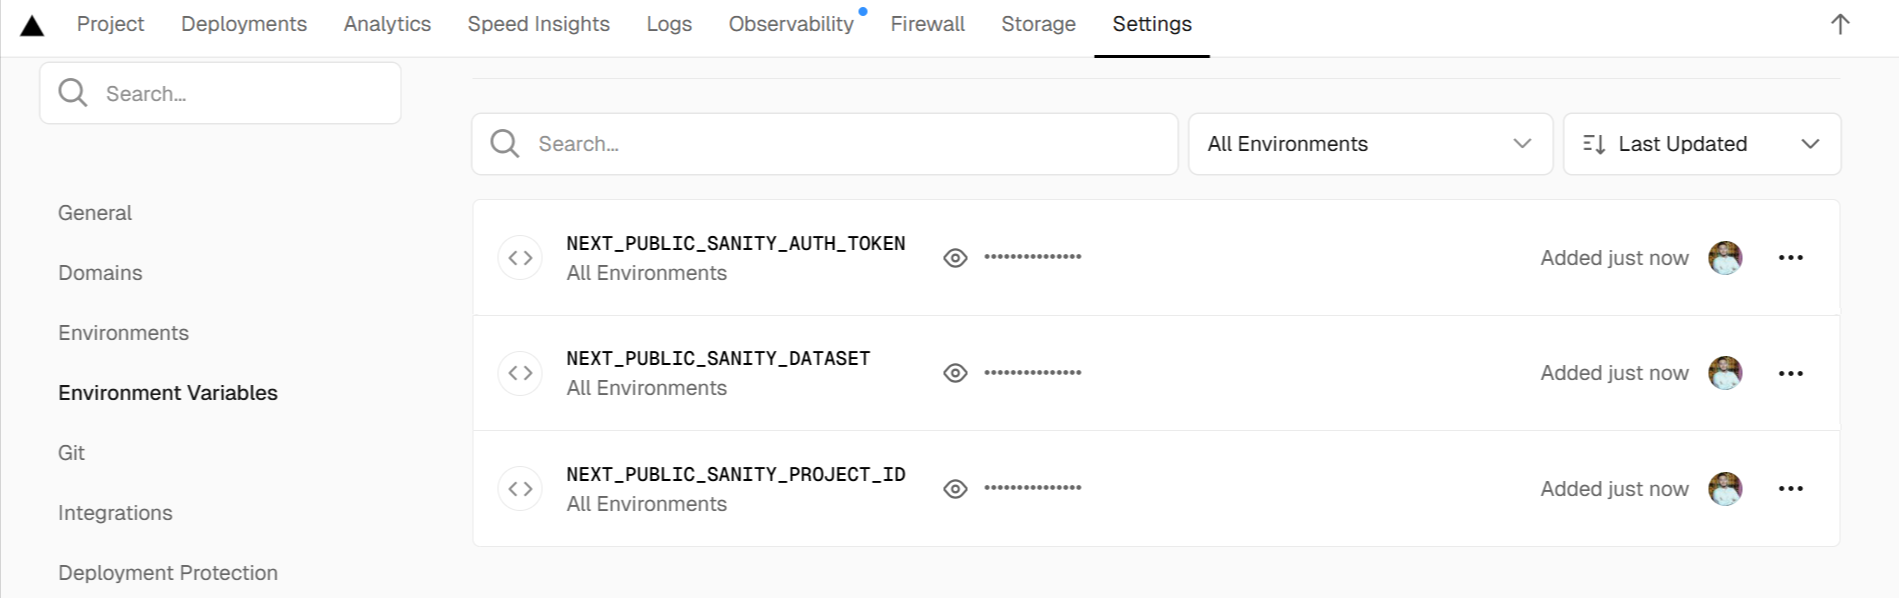 Project Deployments Analytics Speed Insights Logs Observability Firewall Storage Settings
Search...
General
Domains
Environments
Environment Variables
Git
Integrations
Deployment Protection
Search...
All Environments
Last Updated
NEXT_PUBLIC_SANITY_AUTH_TOKEN
All Environments
•••••••••••••••
Added just now
NEXT_PUBLIC_SANITY_DATASET
All Environments
•••••••••••••••
Added just now
NEXT_PUBLIC_SANITY_PROJECT_ID
All Environments
•••••••••••••••
Added just now